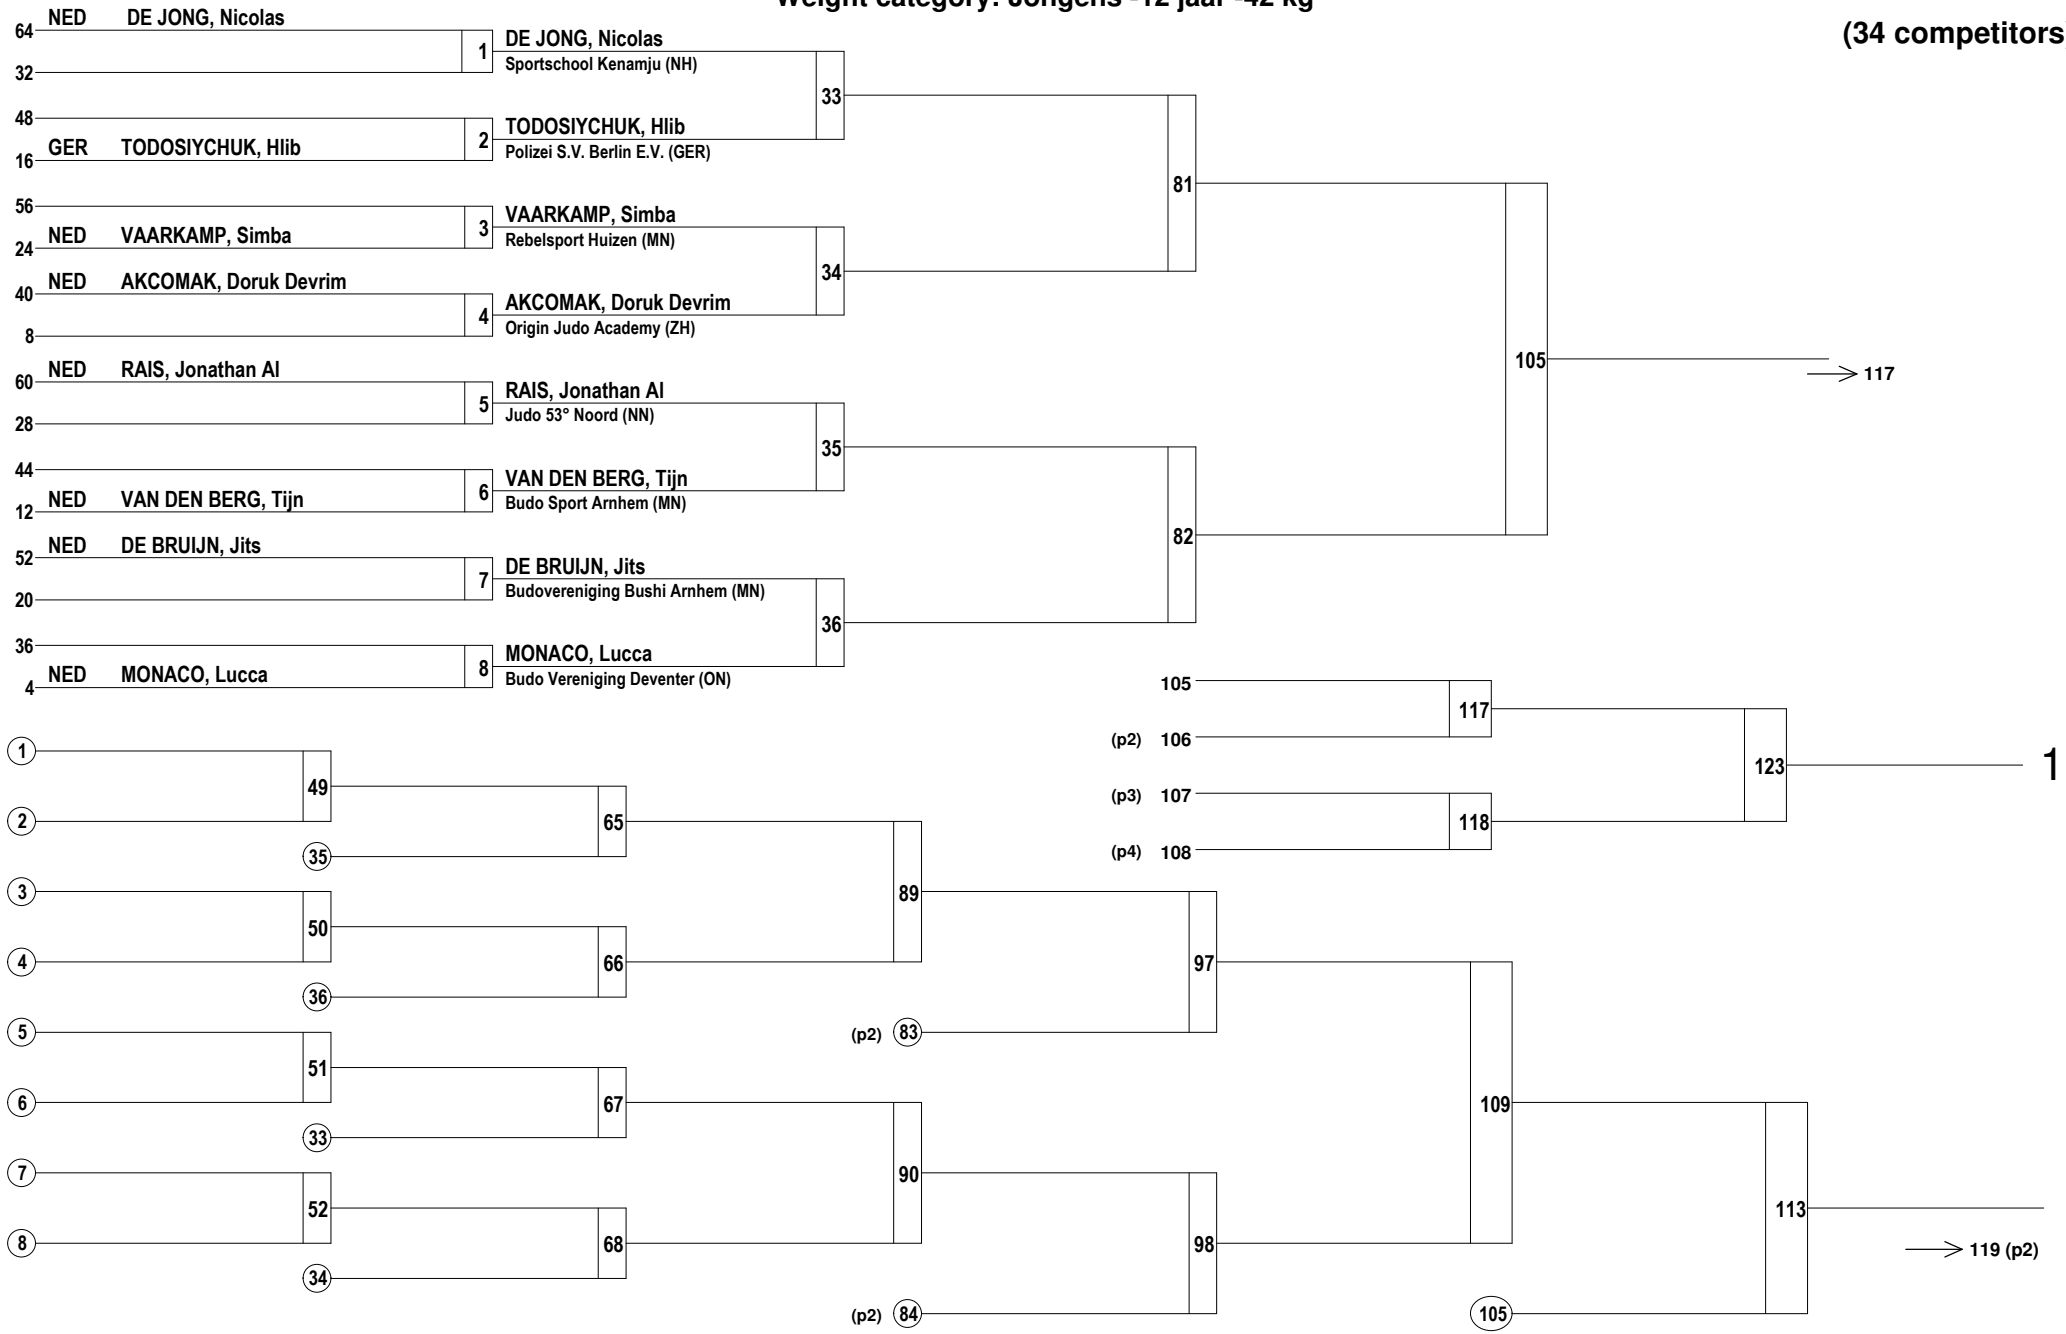 Weight category: Jongens -12 jaar -42 kg
(34 competitors)
64 NED DE JONG, Nicolas
32
1 DE JONG, Nicolas
Sportschool Kenamju (NH)
33
48
16 GER TODOSIYCHUK, Hlib
2 TODOSIYCHUK, Hlib
Polizei S.V. Berlin E.V. (GER)
81
56
24 NED VAARKAMP, Simba
3 VAARKAMP, Simba
Rebelsport Huizen (MN)
34
40 NED AKCOMAK, Doruk Devrim
8
4 AKCOMAK, Doruk Devrim
Origin Judo Academy (ZH)
105
117
60 NED RAIS, Jonathan Al
28
5 RAIS, Jonathan Al
Judo 53° Noord (NN)
35
44
12 NED VAN DEN BERG, Tijn
6 VAN DEN BERG, Tijn
Budo Sport Arnhem (MN)
82
52 NED DE BRUIJN, Jits
20
7 DE BRUIJN, Jits
Budovereniging Bushi Arnhem (MN)
36
36
4 NED MONACO, Lucca
8 MONACO, Lucca
Budo Vereniging Deventer (ON)
105
117
(p2) 106
123
1
(p3) 107
118
(p4) 108
1
49
2
65
35
89
3
50
4
66
36
97
(p2) 83
5
51
6
67
33
109
90
7
52
8
68
34
98
(p2) 84
113
119 (p2)
105